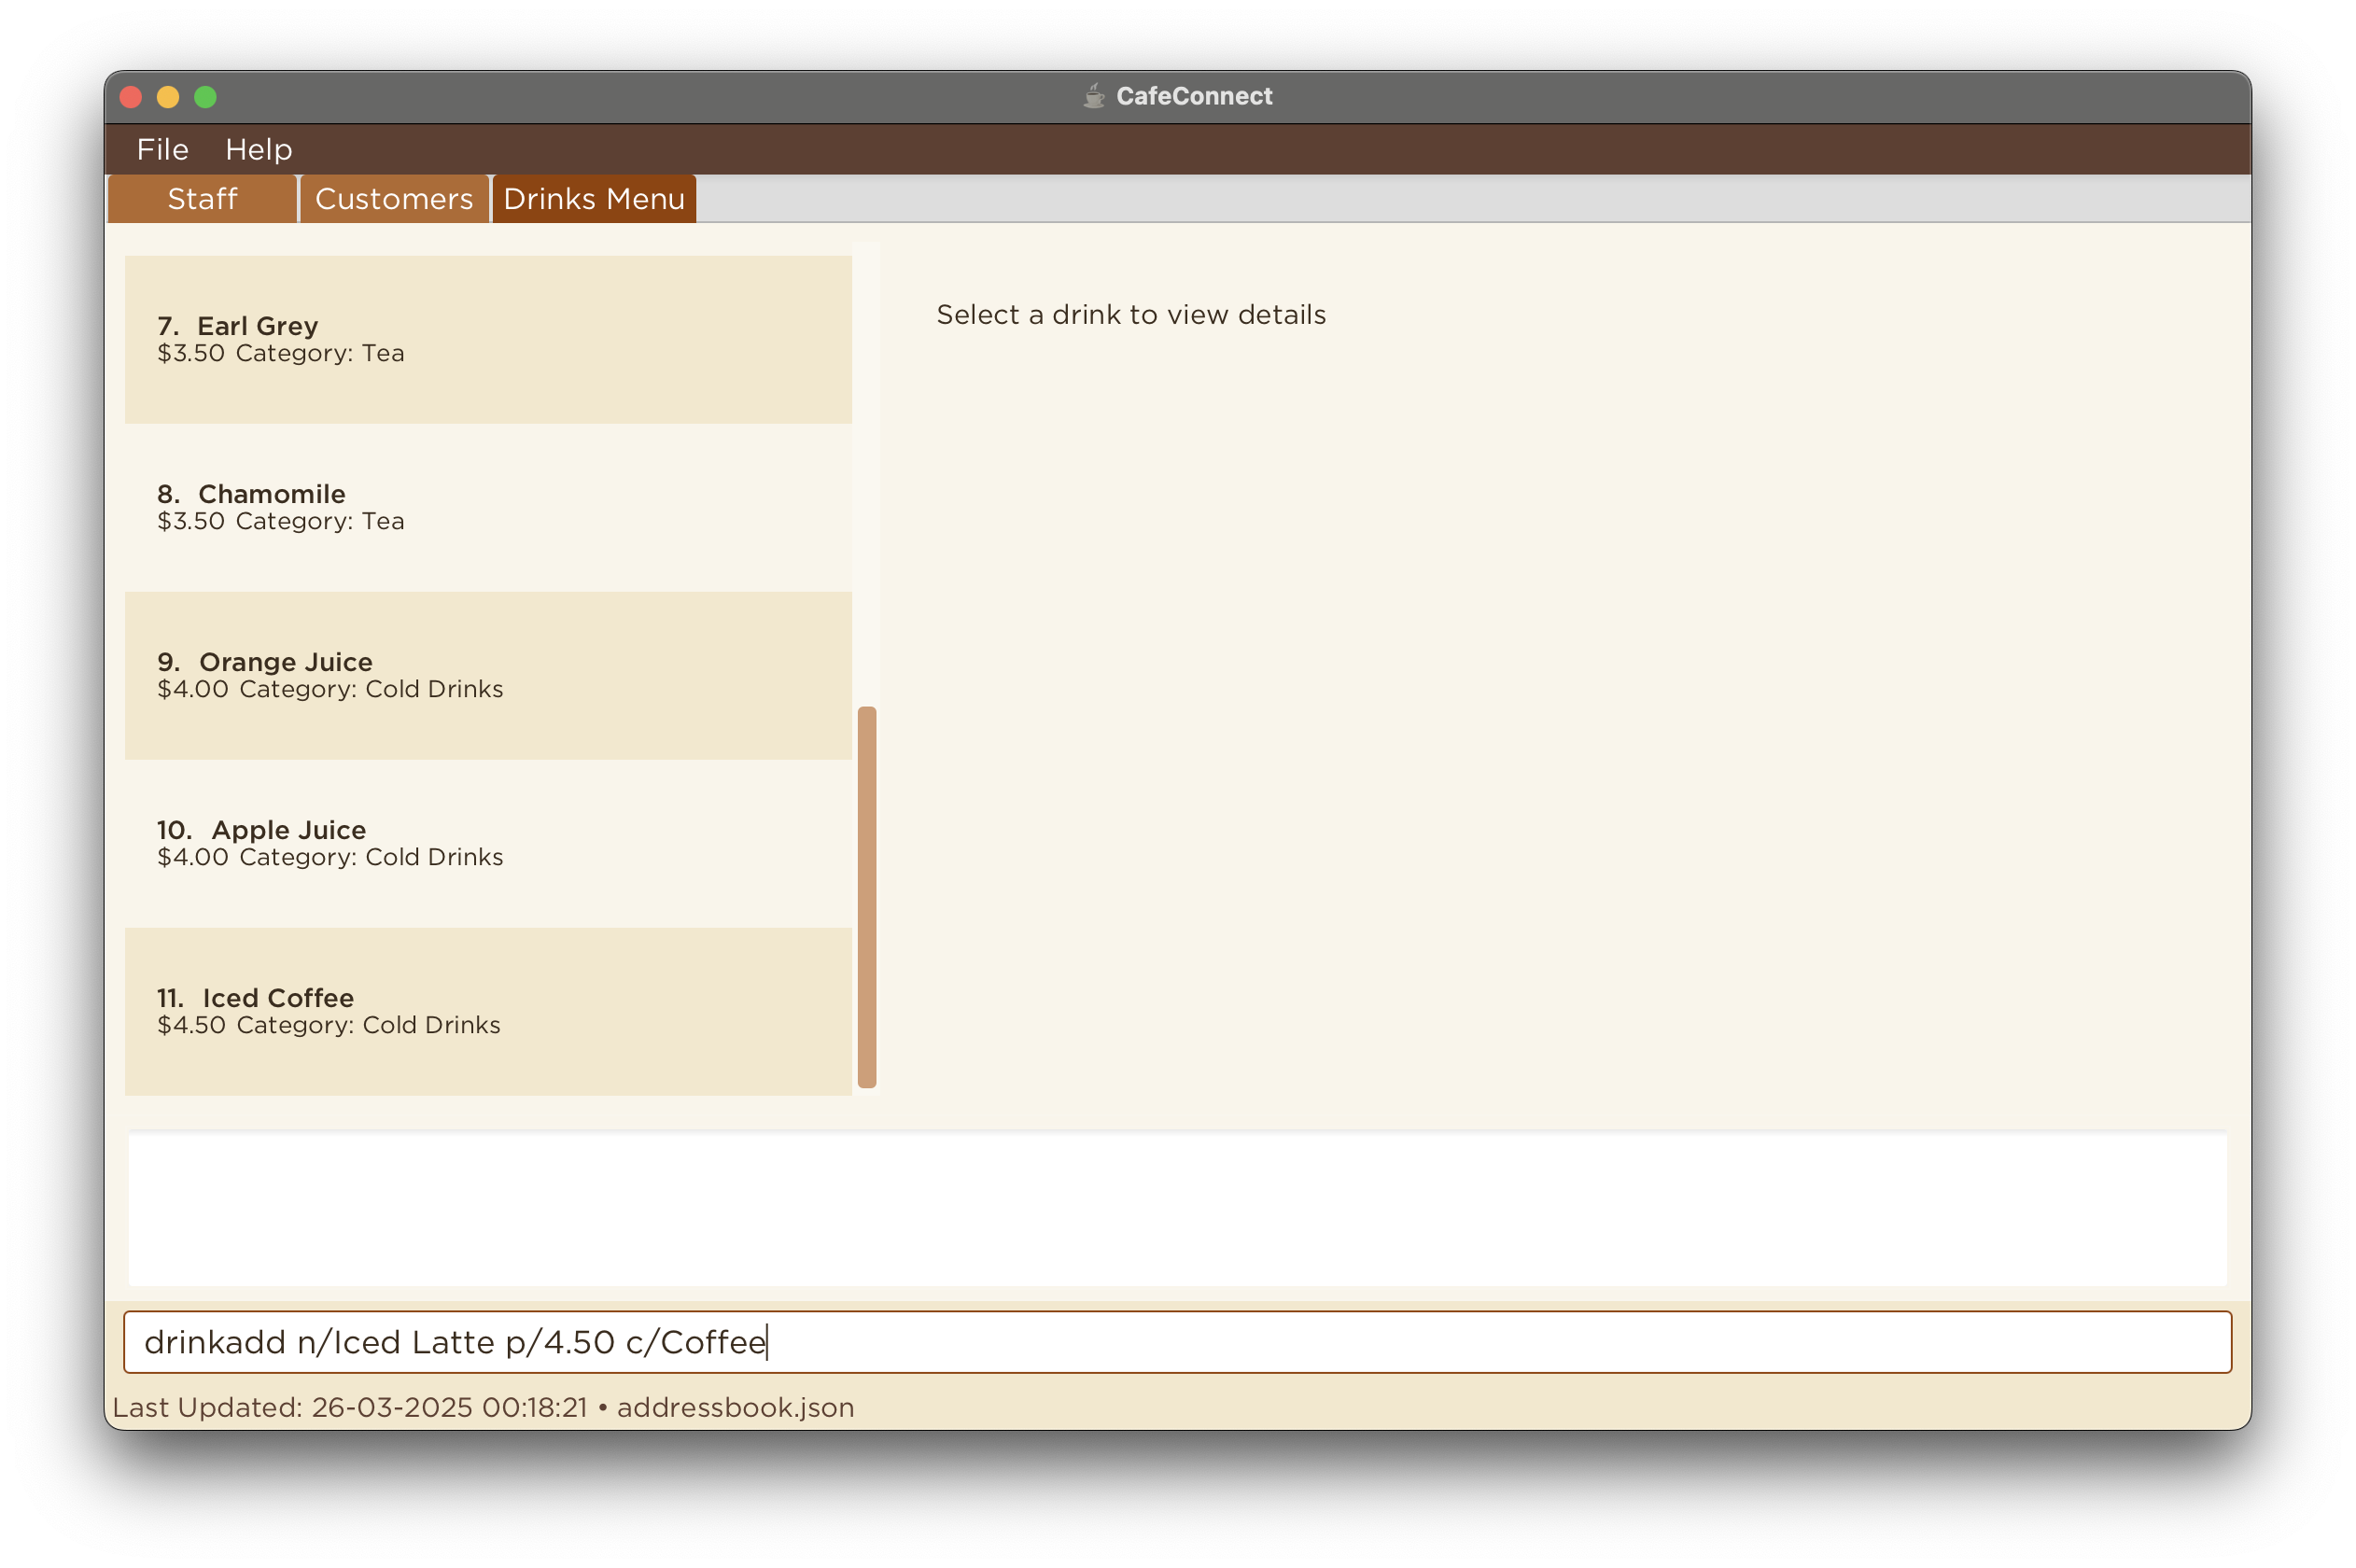 CafeConnect
File Help
Staff Customers Drinks Menu
7. Earl Grey
$3.50 Category: Tea
Select a drink to view details
8. Chamomile
$3.50 Category: Tea
9. Orange Juice
$4.00 Category: Cold Drinks
10. Apple Juice
$4.00 Category: Cold Drinks
11. Iced Coffee
$4.50 Category: Cold Drinks
drinkadd n/Iced Latte p/4.50 c/Coffee
Last Updated: 26-03-2025 00:18:21 • addressbook.json